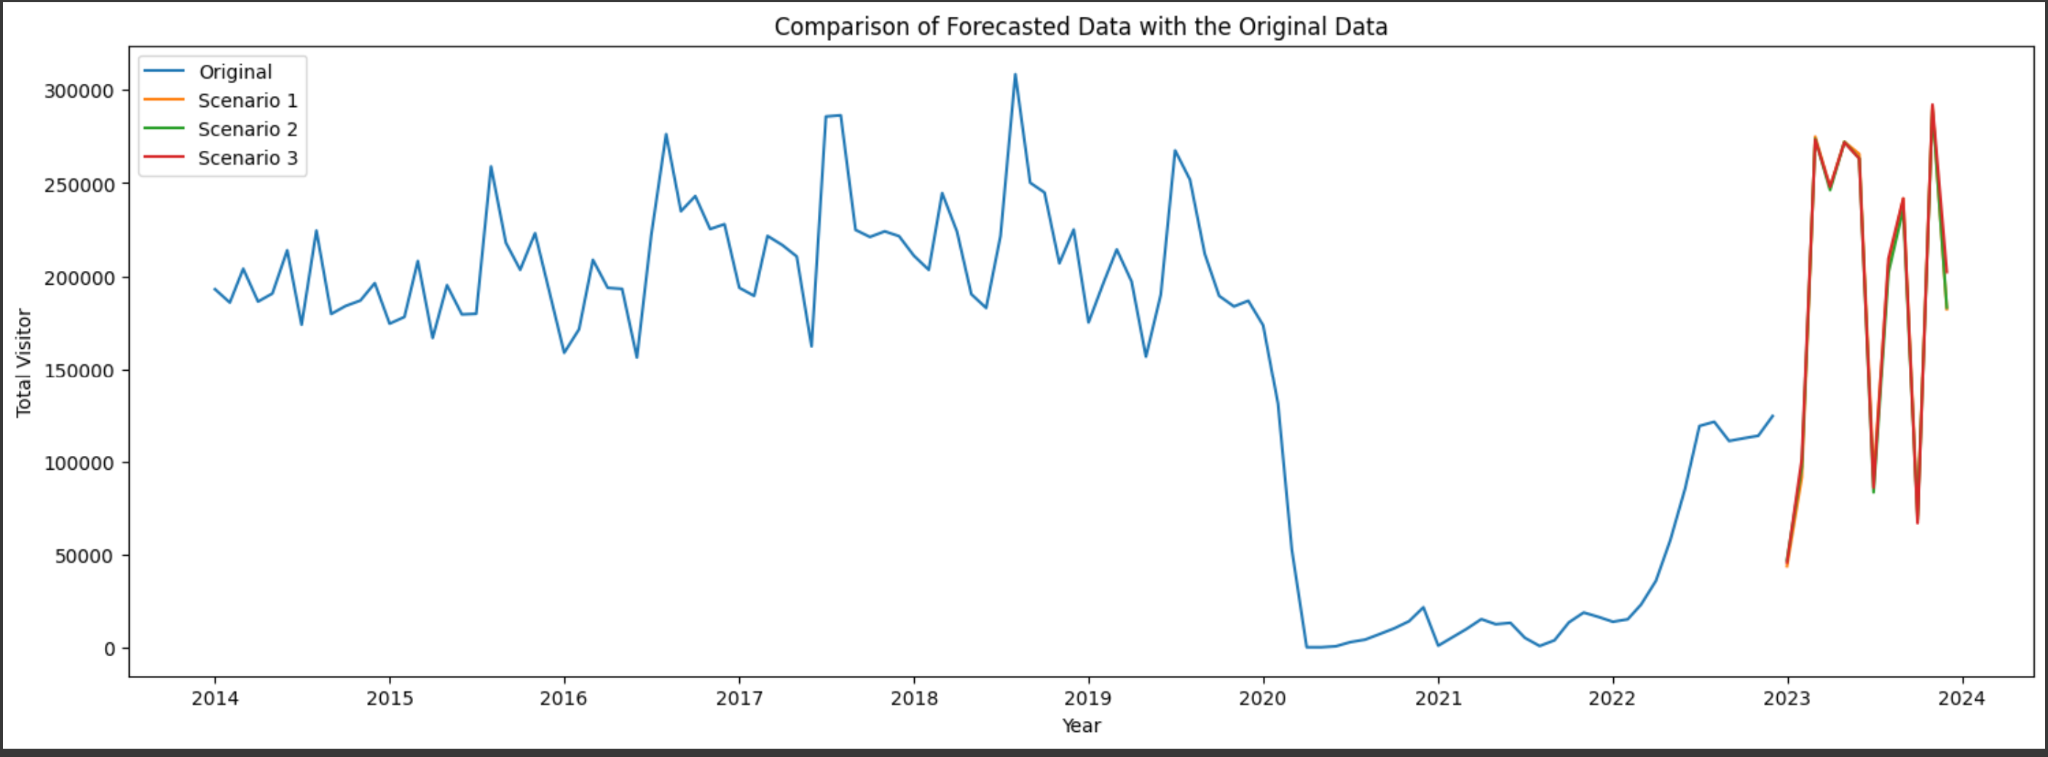 Comparison of Forecasted Data with the Original Data
Original
Scenario 1
Scenario 2
Scenario 3
300000
250000
200000
150000
100000
50000
0
Total Visitor
2014 2015 2016 2017 2018 2019 2020 2021 2022 2023 2024
Year